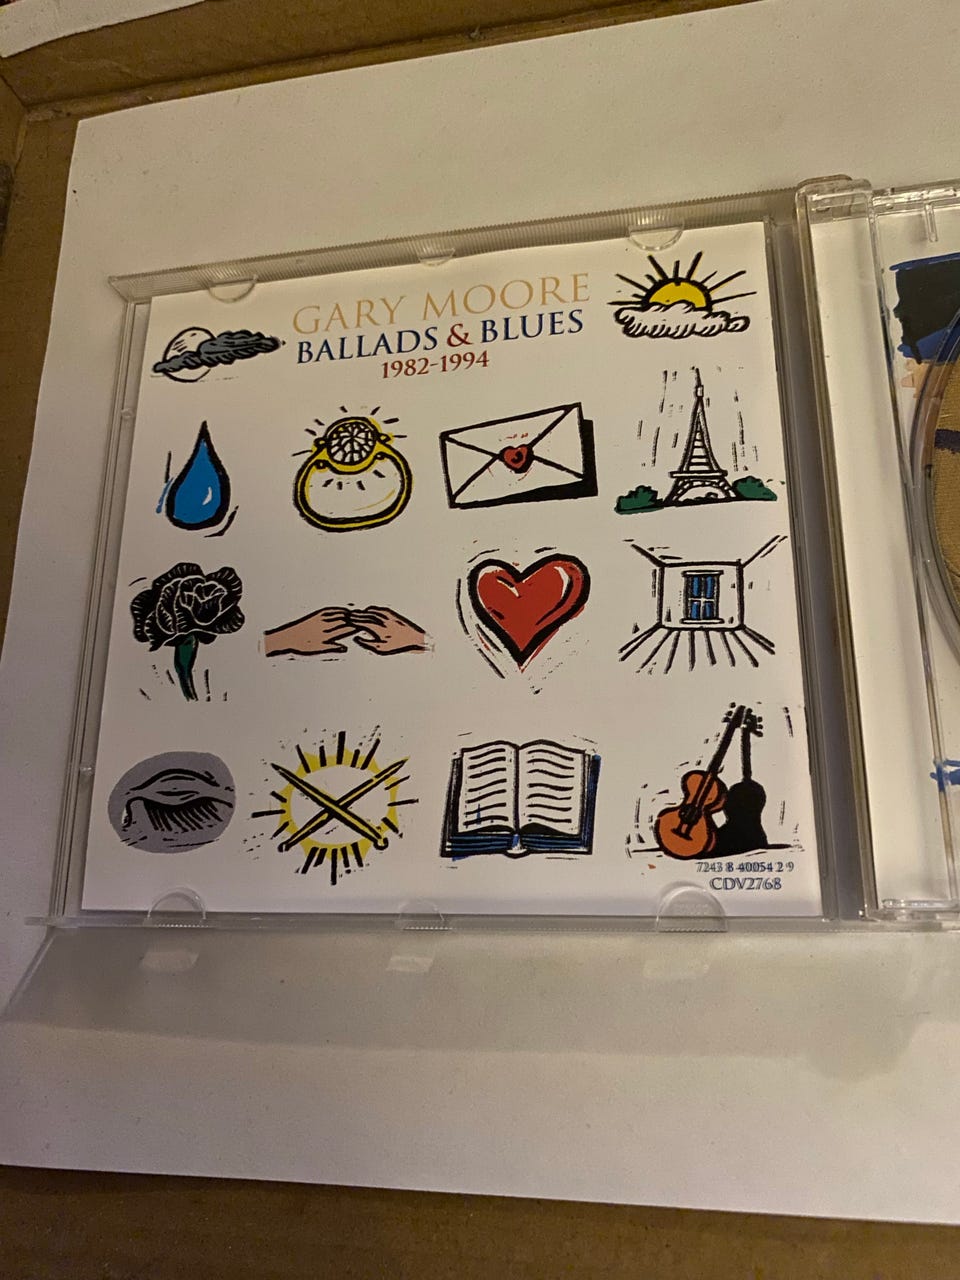 GARY MOORE
BALLADS & BLUES
1982-1994
7243 8 40054 2 9
CDV2768